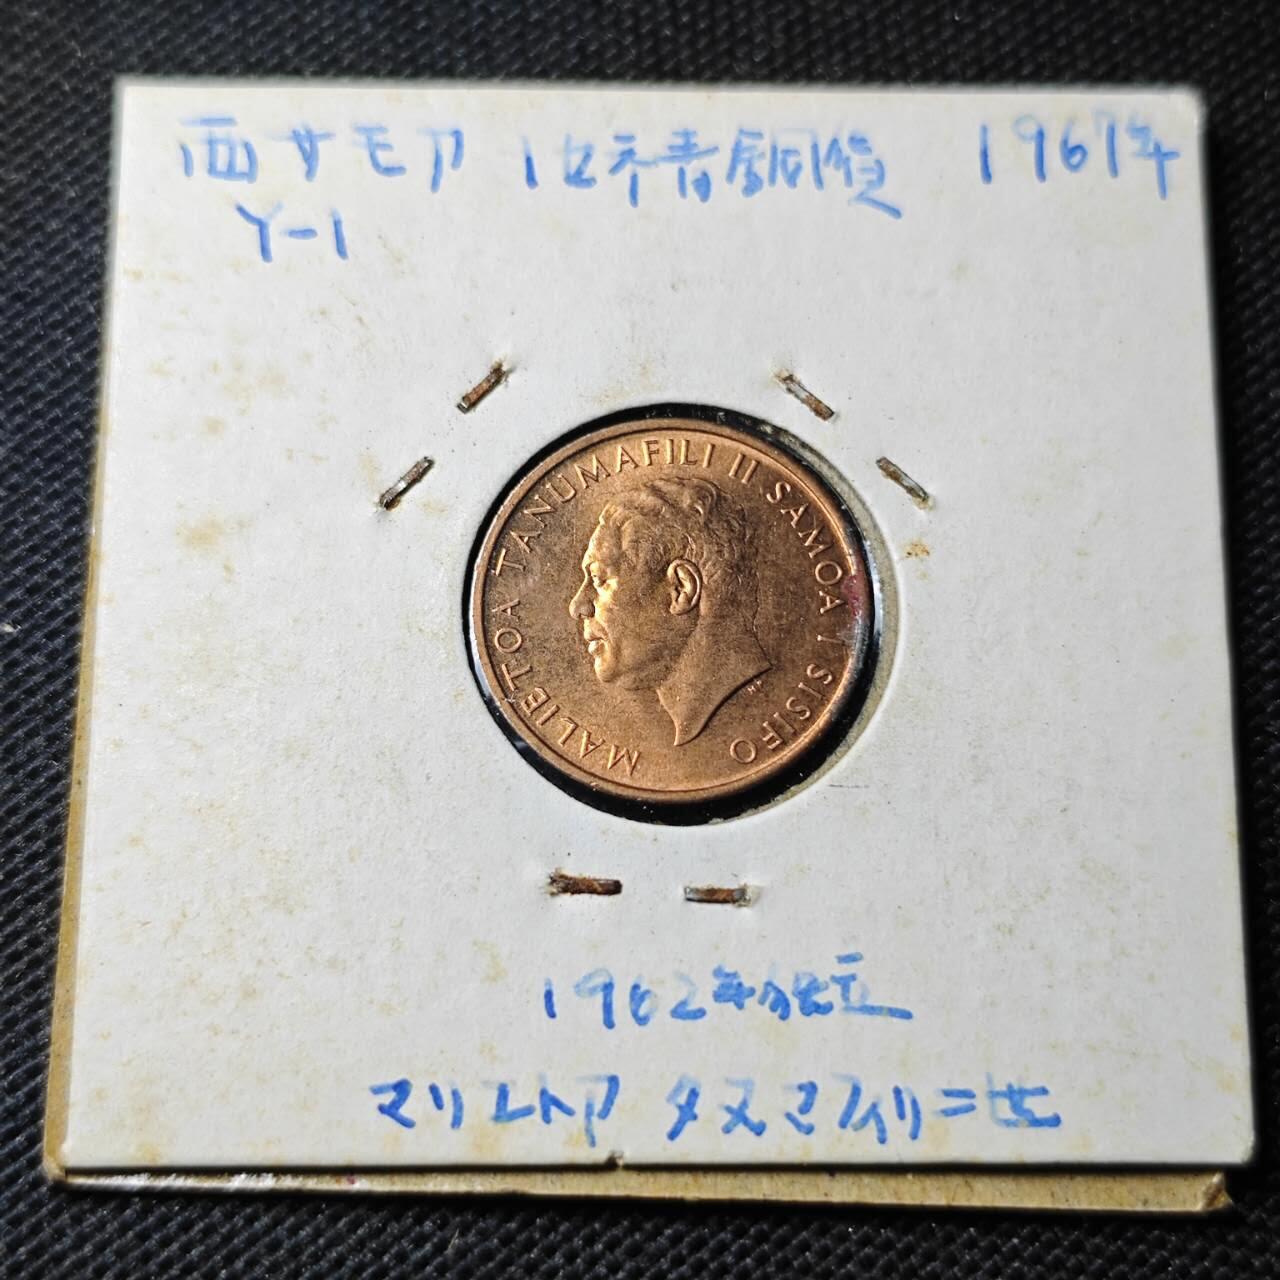 西サモア 1セネ青銅貨 1967年
Y-1
MALIETOA TANUMAFILI II SAMOA I SISIFO
1962年独立
マリエトア タヌマフィリ二世